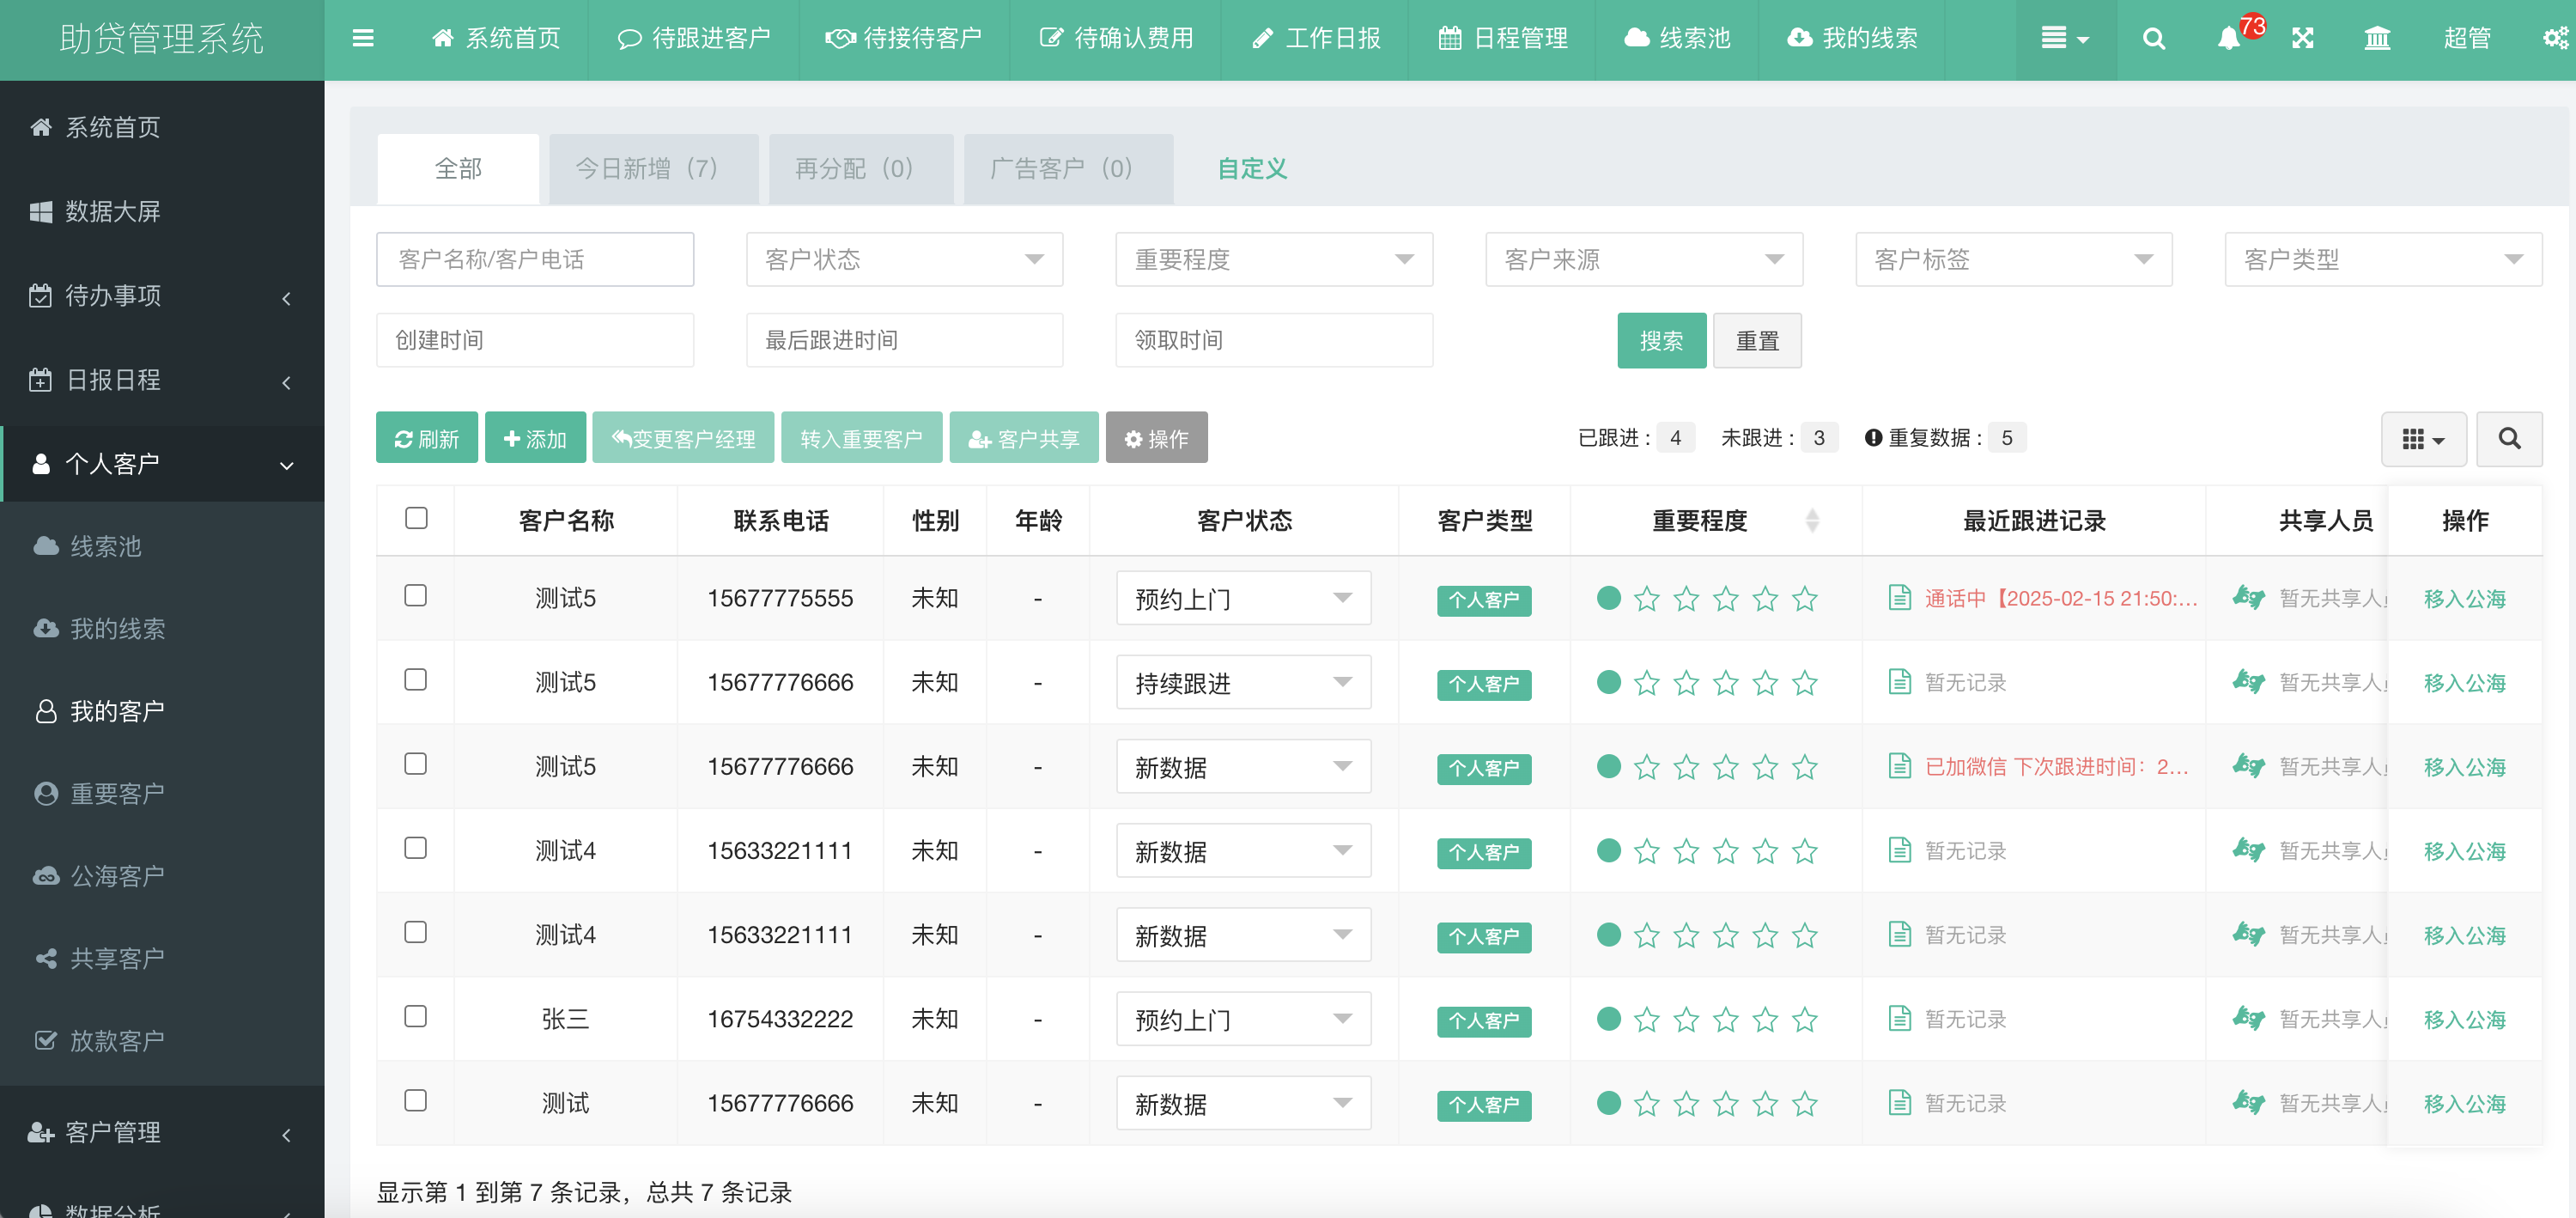 助贷管理系统
系统首页 待跟进客户 待接待客户 待确认费用 工作日报 日程管理 线索池 我的线索 73 超管
系统首页
数据大屏
待办事项
日报日程
个人客户
线索池
我的线索
我的客户
重要客户
公海客户
共享客户
放款客户
客户管理
数据分析
全部 今日新增（7） 再分配（0） 广告客户（0） 自定义
客户名称/客户电话 客户状态 重要程度 客户来源 客户标签 客户类型
创建时间 最后跟进时间 领取时间 搜索 重置
刷新 添加 变更客户经理 转入重要客户 客户共享 操作 已跟进 : 4 未跟进 : 3 重复数据 : 5
客户名称 联系电话 性别 年龄 客户状态 客户类型 重要程度 最近跟进记录 共享人员 操作
测试5 15677775555 未知 - 预约上门 个人客户 通话中【2025-02-15 21:50:... 暂无共享人 移入公海
测试5 15677776666 未知 - 持续跟进 个人客户 暂无记录 暂无共享人 移入公海
测试5 15677776666 未知 - 新数据 个人客户 已加微信 下次跟进时间：2... 暂无共享人 移入公海
测试4 15633221111 未知 - 新数据 个人客户 暂无记录 暂无共享人 移入公海
测试4 15633221111 未知 - 新数据 个人客户 暂无记录 暂无共享人 移入公海
张三 16754332222 未知 - 预约上门 个人客户 暂无记录 暂无共享人 移入公海
测试 15677776666 未知 - 新数据 个人客户 暂无记录 暂无共享人 移入公海
显示第 1 到第 7 条记录，总共 7 条记录